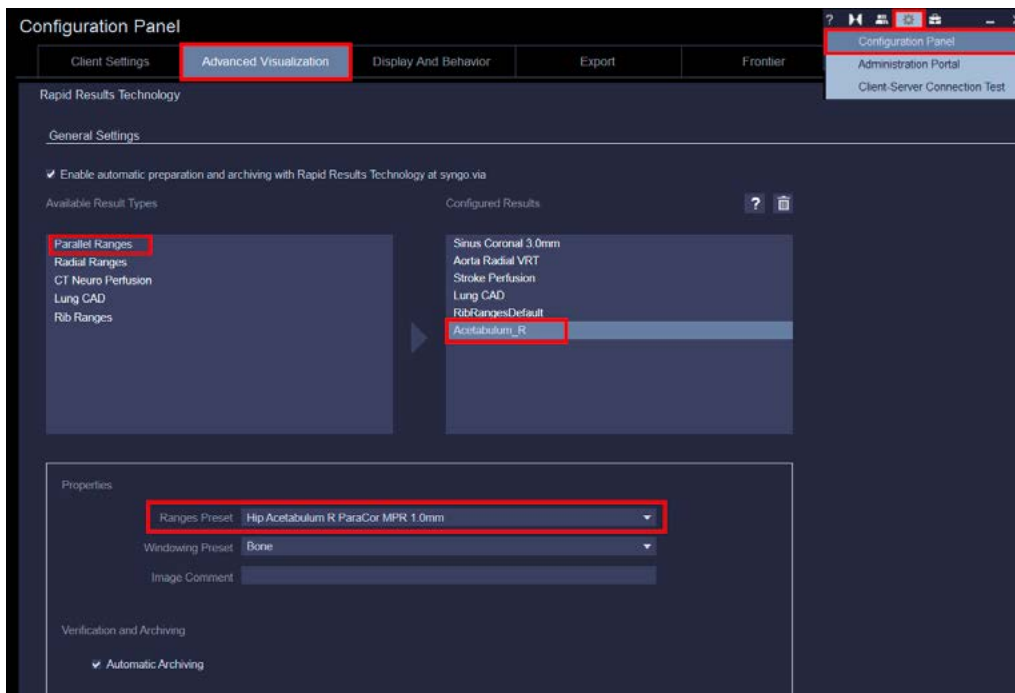 Configuration Panel
?
Configuration Panel
Administration Portal
Client-Server Connection Test
Client Settings
Advanced Visualization
Display And Behavior
Export
Frontier
Rapid Results Technology
General Settings
Enable automatic preparation and archiving with Rapid Results Technology at syngo.via
Available Result Types
Configured Results
?
Parallel Ranges
Radial Ranges
CT Neuro Perfusion
Lung CAD
Rib Ranges
Sinus Coronal 3.0mm
Aorta Radial VRT
Stroke Perfusion
Lung CAD
RibRangesDefault
Acetabulum_R
Properties
Ranges Preset Hip Acetabulum R ParaCor MPR 1.0mm
Windowing Preset Bone
Image Comment
Verification and Archiving
Automatic Archiving